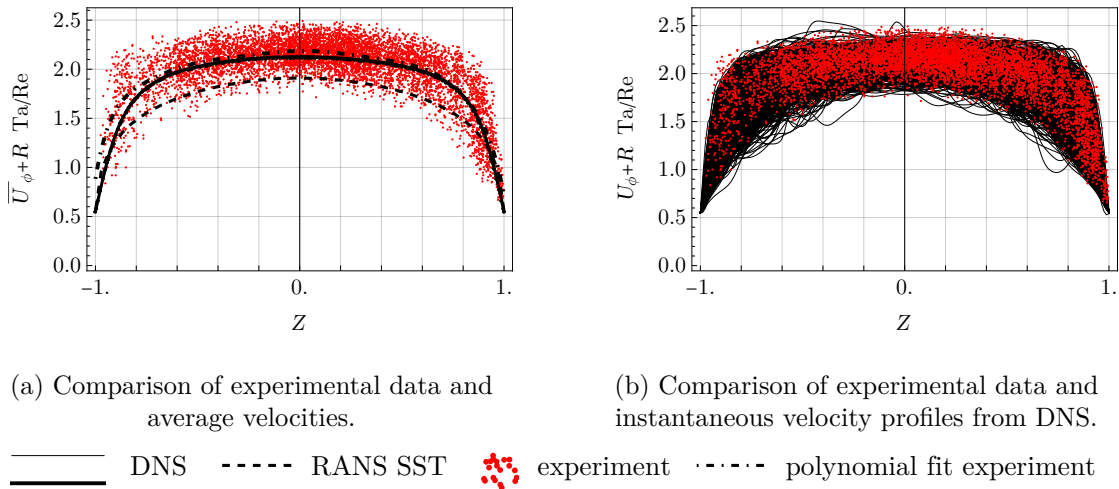 2.5
2.0
1.5
1.0
0.5
0.0
U̅ϕ+R Ta/Re
−1. 0. 1.
Z
2.5
2.0
1.5
1.0
0.5
0.0
Uϕ+R Ta/Re
−1. 0. 1.
Z
(a) Comparison of experimental data and
average velocities.
(b) Comparison of experimental data and
instantaneous velocity profiles from DNS.
DNS RANS SST experiment polynomial fit experiment